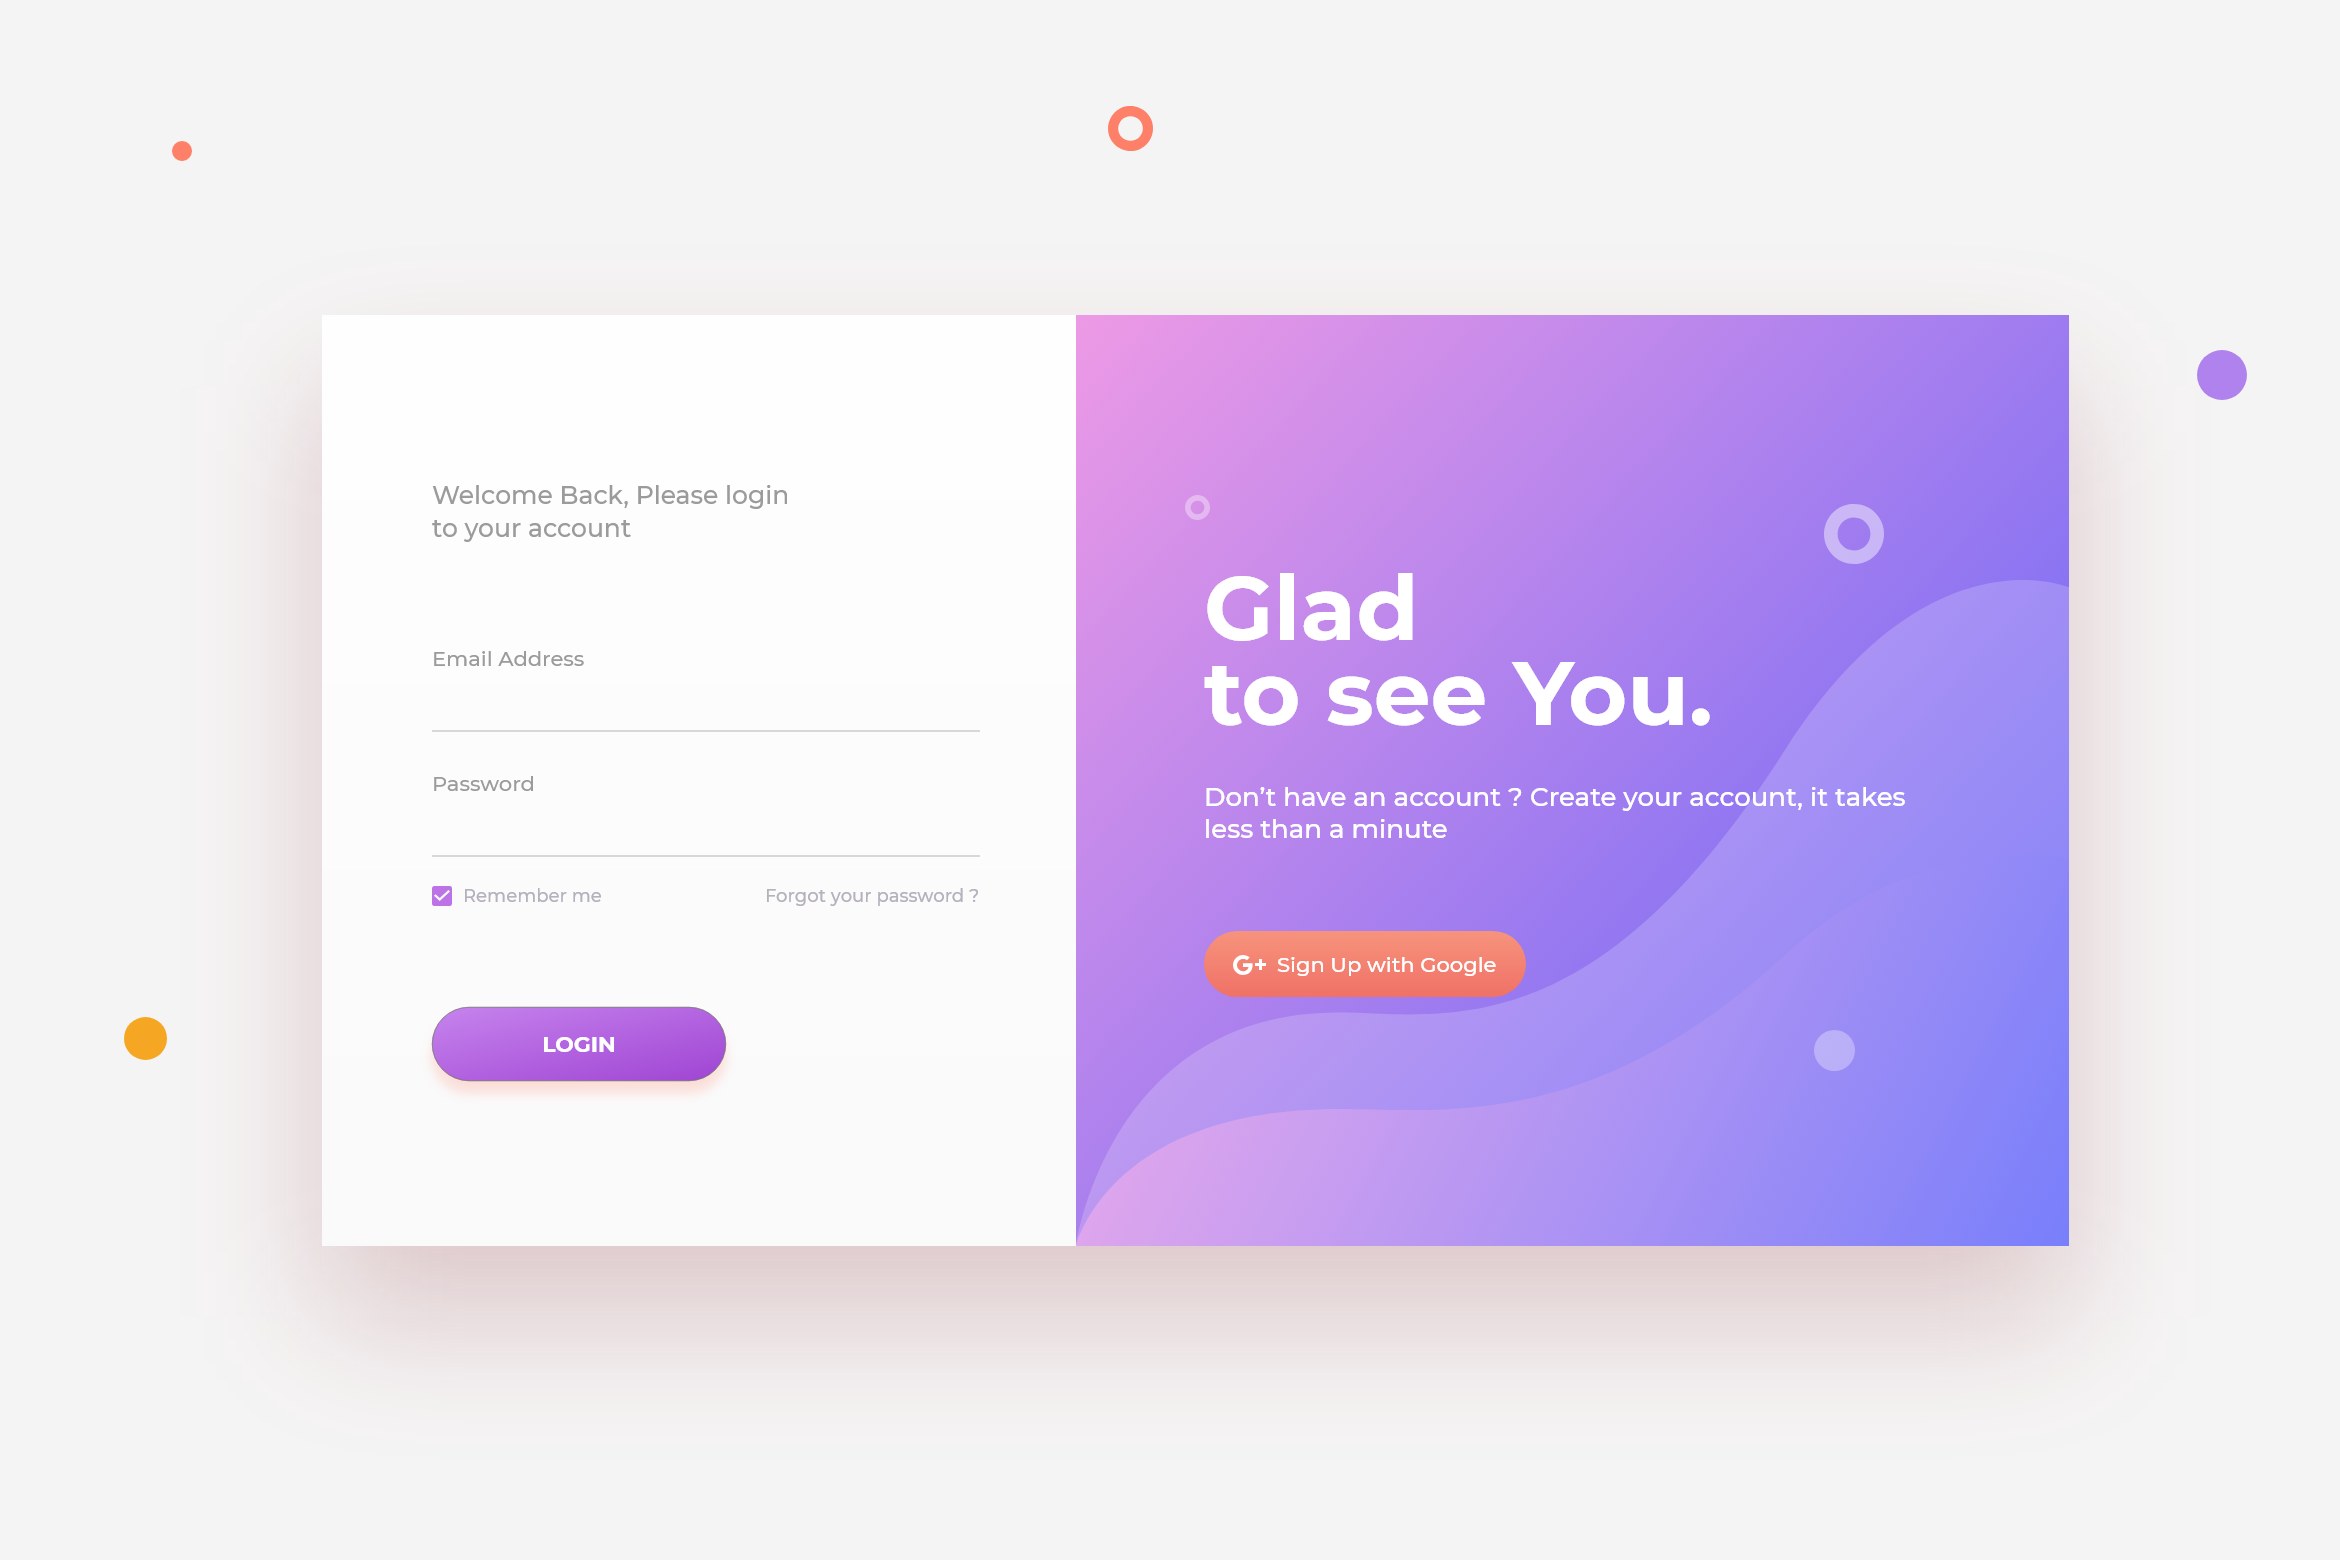 Welcome Back, Please login
to your account
Email Address
Password
Remember me
Forgot your password ?
LOGIN
Glad
to see You.
Don’t have an account ? Create your account, it takes
less than a minute
G+ Sign Up with Google